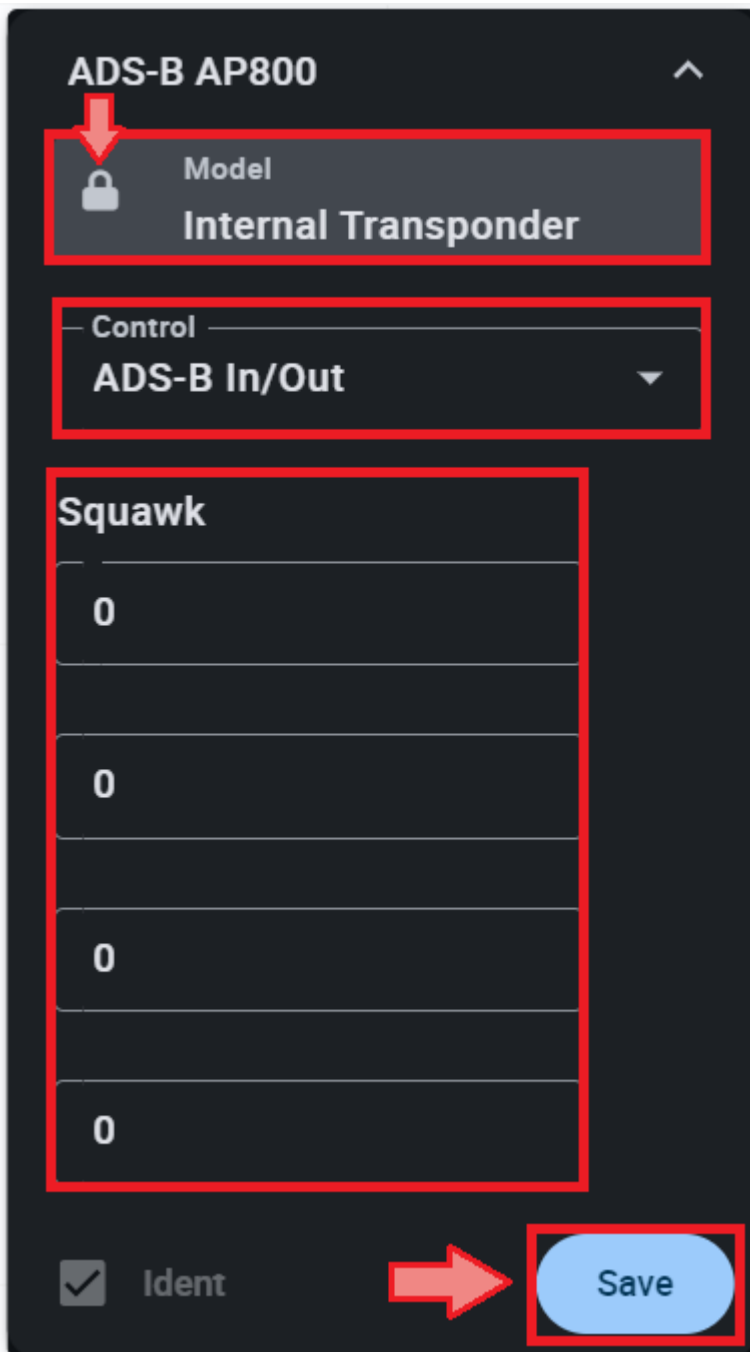 ADS-B AP800
Model
Internal Transponder
Control
ADS-B In/Out
Squawk
0
0
0
0
Ident
Save